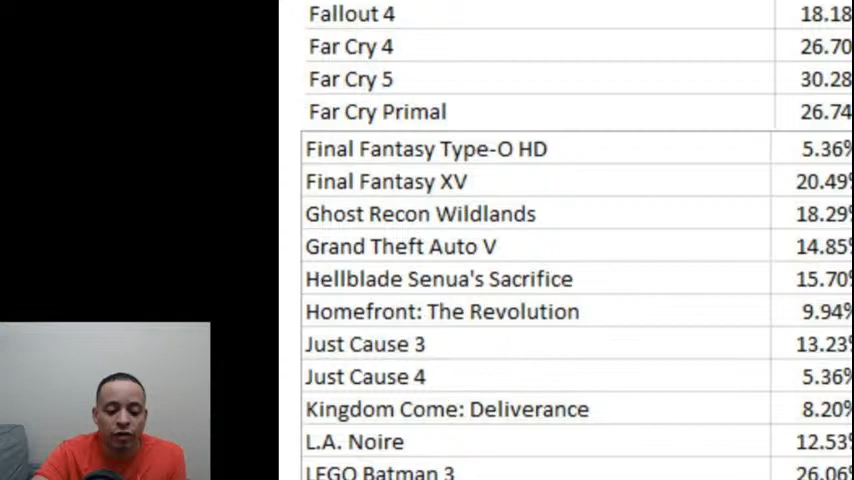 Fallout 4 18.18
Far Cry 4 26.70
Far Cry 5 30.28
Far Cry Primal 26.74
Final Fantasy Type-O HD 5.36%
Final Fantasy XV 20.49%
Ghost Recon Wildlands 18.29%
Grand Theft Auto V 14.85%
Hellblade Senua's Sacrifice 15.70%
Homefront: The Revolution 9.94%
Just Cause 3 13.23%
Just Cause 4 5.36%
Kingdom Come: Deliverance 8.20%
L.A. Noire 12.53%
LEGO Batman 3 26.06%